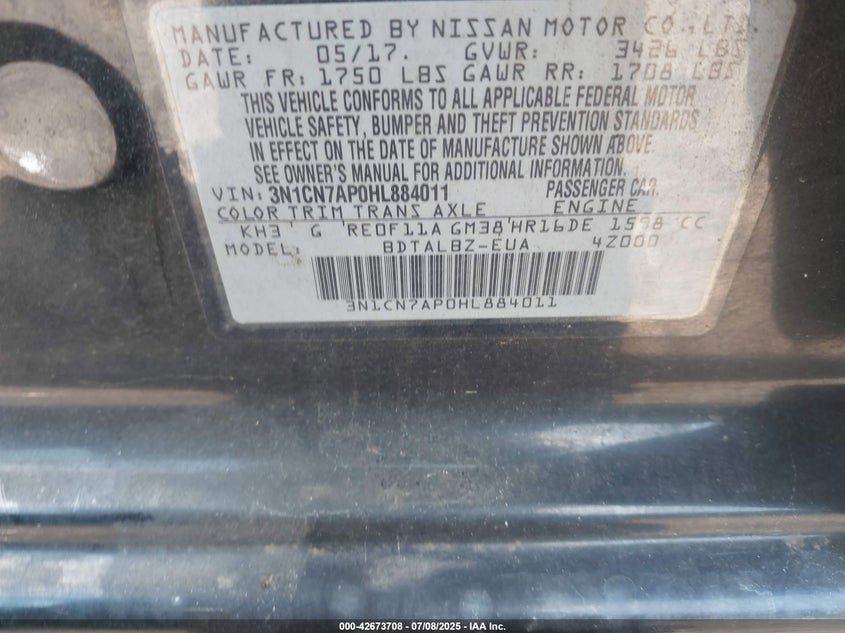 MANUFACTURED BY NISSAN MOTOR CO.,LTD.
DATE: 05/17. GVWR: 3426 LBS
GAWR FR: 1750 LBS GAWR RR: 1708 LBS
THIS VEHICLE CONFORMS TO ALL APPLICABLE FEDERAL MOTOR
VEHICLE SAFETY, BUMPER AND THEFT PREVENTION STANDARDS
IN EFFECT ON THE DATE OF MANUFACTURE SHOWN ABOVE.
SEE OWNER'S MANUAL FOR ADDITIONAL INFORMATION.
VIN: 3N1CN7AP0HL884011 PASSENGER CAR.
COLOR TRIM TRANS AXLE ENGINE
KH3 G RE0F11A GM38 HR16DE 1598 CC
MODEL: BDTALBZ-EUA 4Z000
3N1CN7AP0HL884011
000-42673708 - 07/08/2025 - IAA Inc.